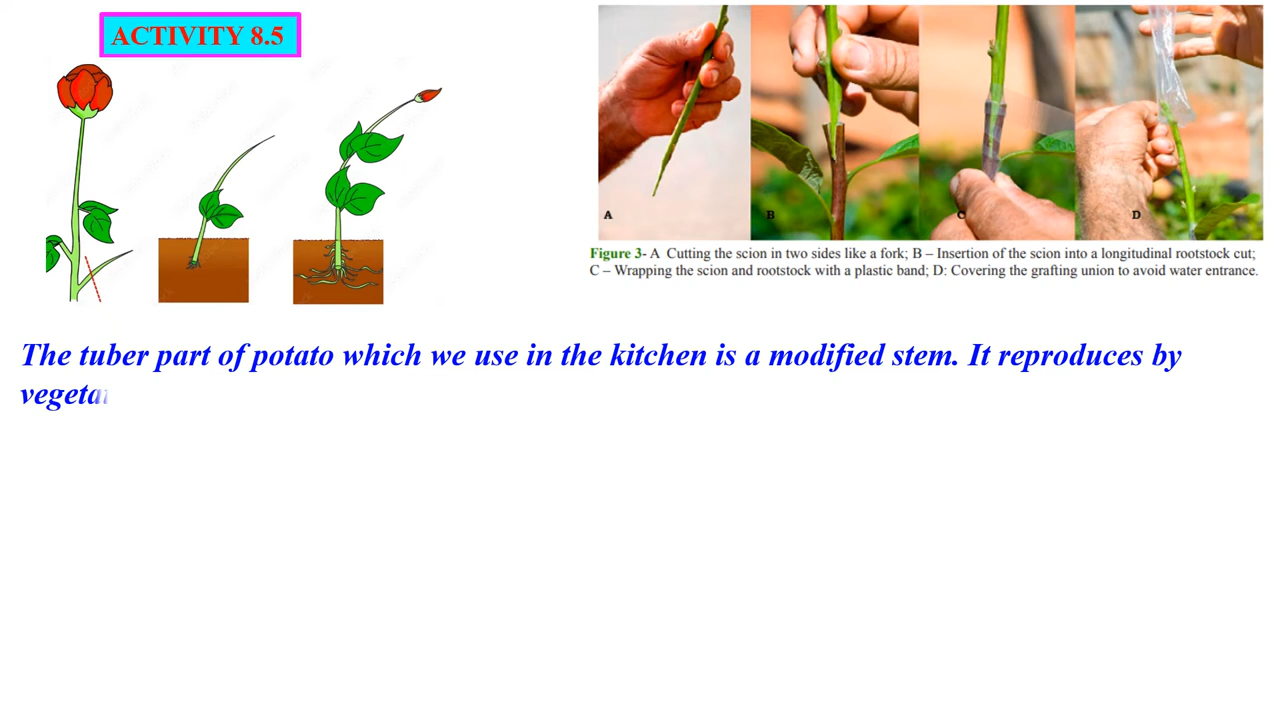 ACTIVITY 8.5
A
B
C
D
Figure 3- A Cutting the scion in two sides like a fork; B – Insertion of the scion into a longitudinal rootstock cut;
C – Wrapping the scion and rootstock with a plastic band; D: Covering the grafting union to avoid water entrance.
The tuber part of potato which we use in the kitchen is a modified stem. It reproduces by
vegeta